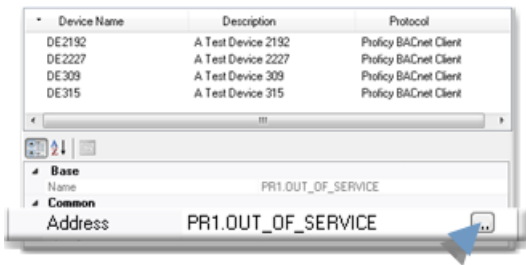 Device Name Description Protocol
DE2192 A Test Device 2192 Proficy BACnet Client
DE2227 A Test Device 2227 Proficy BACnet Client
DE309 A Test Device 309 Proficy BACnet Client
DE315 A Test Device 315 Proficy BACnet Client
Base
Name PR1.OUT_OF_SERVICE
Common
Address PR1.OUT_OF_SERVICE ..